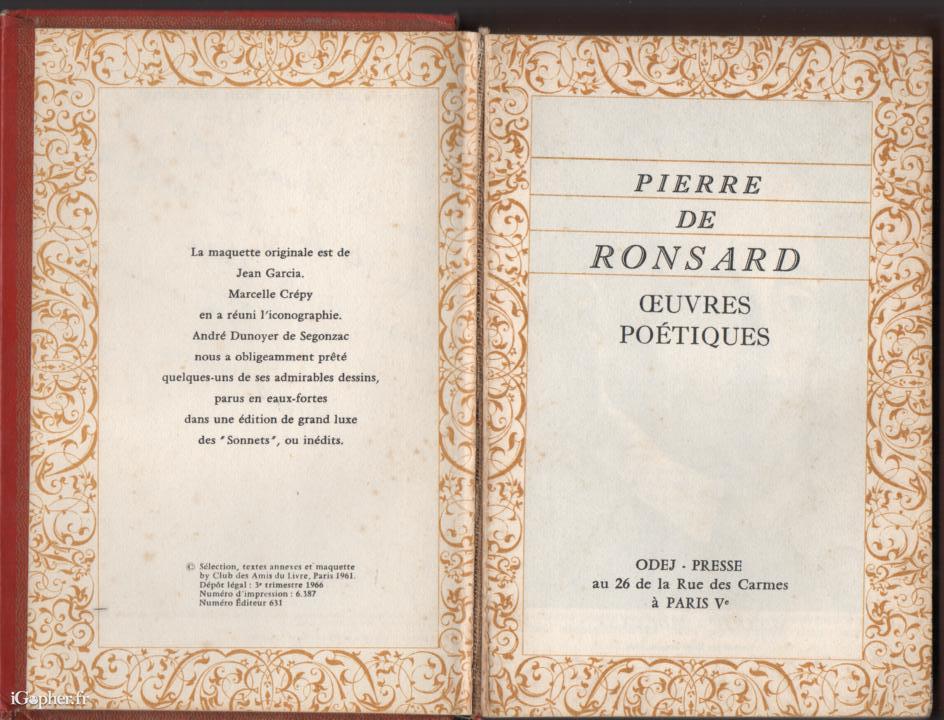 La maquette originale est de
Jean Garcia.
Marcelle Crépy
en a réuni l'iconographie.
André Dunoyer de Segonzac
nous a obligeamment prêté
quelques-uns de ses admirables dessins,
parus en eaux-fortes
dans une édition de grand luxe
des "Sonnets", ou inédits.
© Sélection, textes annexes et maquette
by Club des Amis du Livre, Paris 1961.
Dépôt légal : 3e trimestre 1966
Numéro d'impression : 6.387
Numéro Éditeur 631
PIERRE
DE
RONSARD
ŒUVRES
POÉTIQUES
ODEJ - PRESSE
au 26 de la Rue des Carmes
à PARIS Ve
iGopher.fr